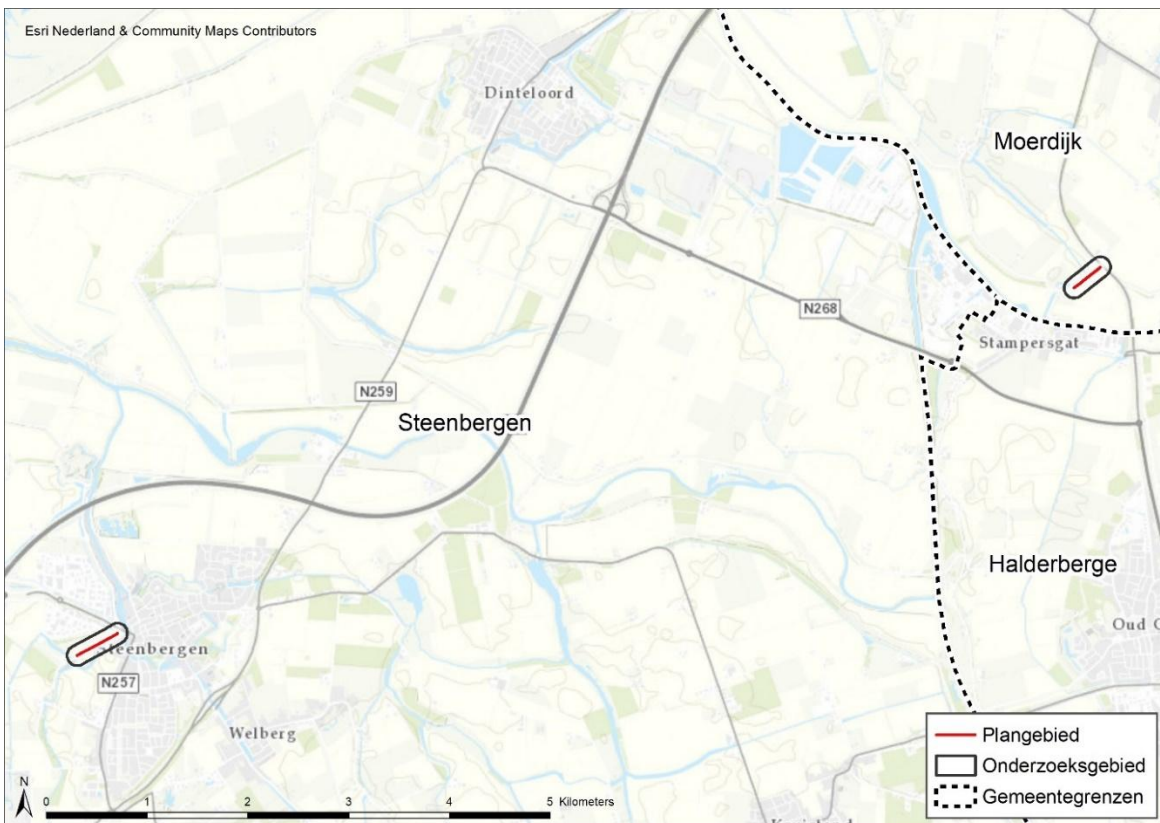 Esri Nederland & Community Maps Contributors
Dinteloord
Moerdijk
N268
Stampersgat
N259
Steenbergen
Halderberge
Oud
Steenbergen
N257
Welberg
Plangebied
Onderzoeksgebied
Gemeentegrenzen
N
0 1 2 3 4 5 Kilometers